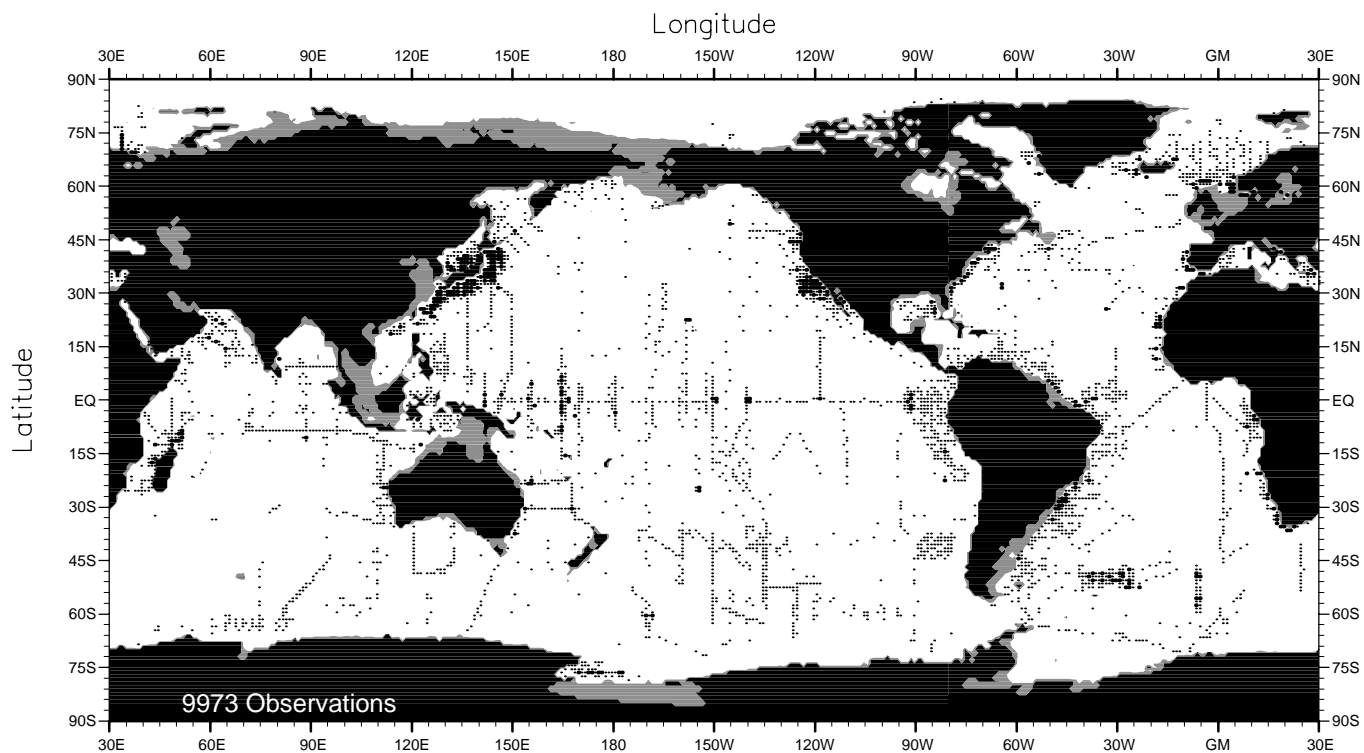 Longitude
30E 60E 90E 120E 150E 180 150W 120W 90W 60W 30W GM 30E
90N 90N
75N 75N
60N 60N
45N 45N
30N 30N
15N 15N
Latitude
EQ EQ
15S 15S
30S 30S
45S 45S
60S 60S
75S 75S
9973 Observations
90S 90S
30E 60E 90E 120E 150E 180 150W 120W 90W 60W 30W GM 30E